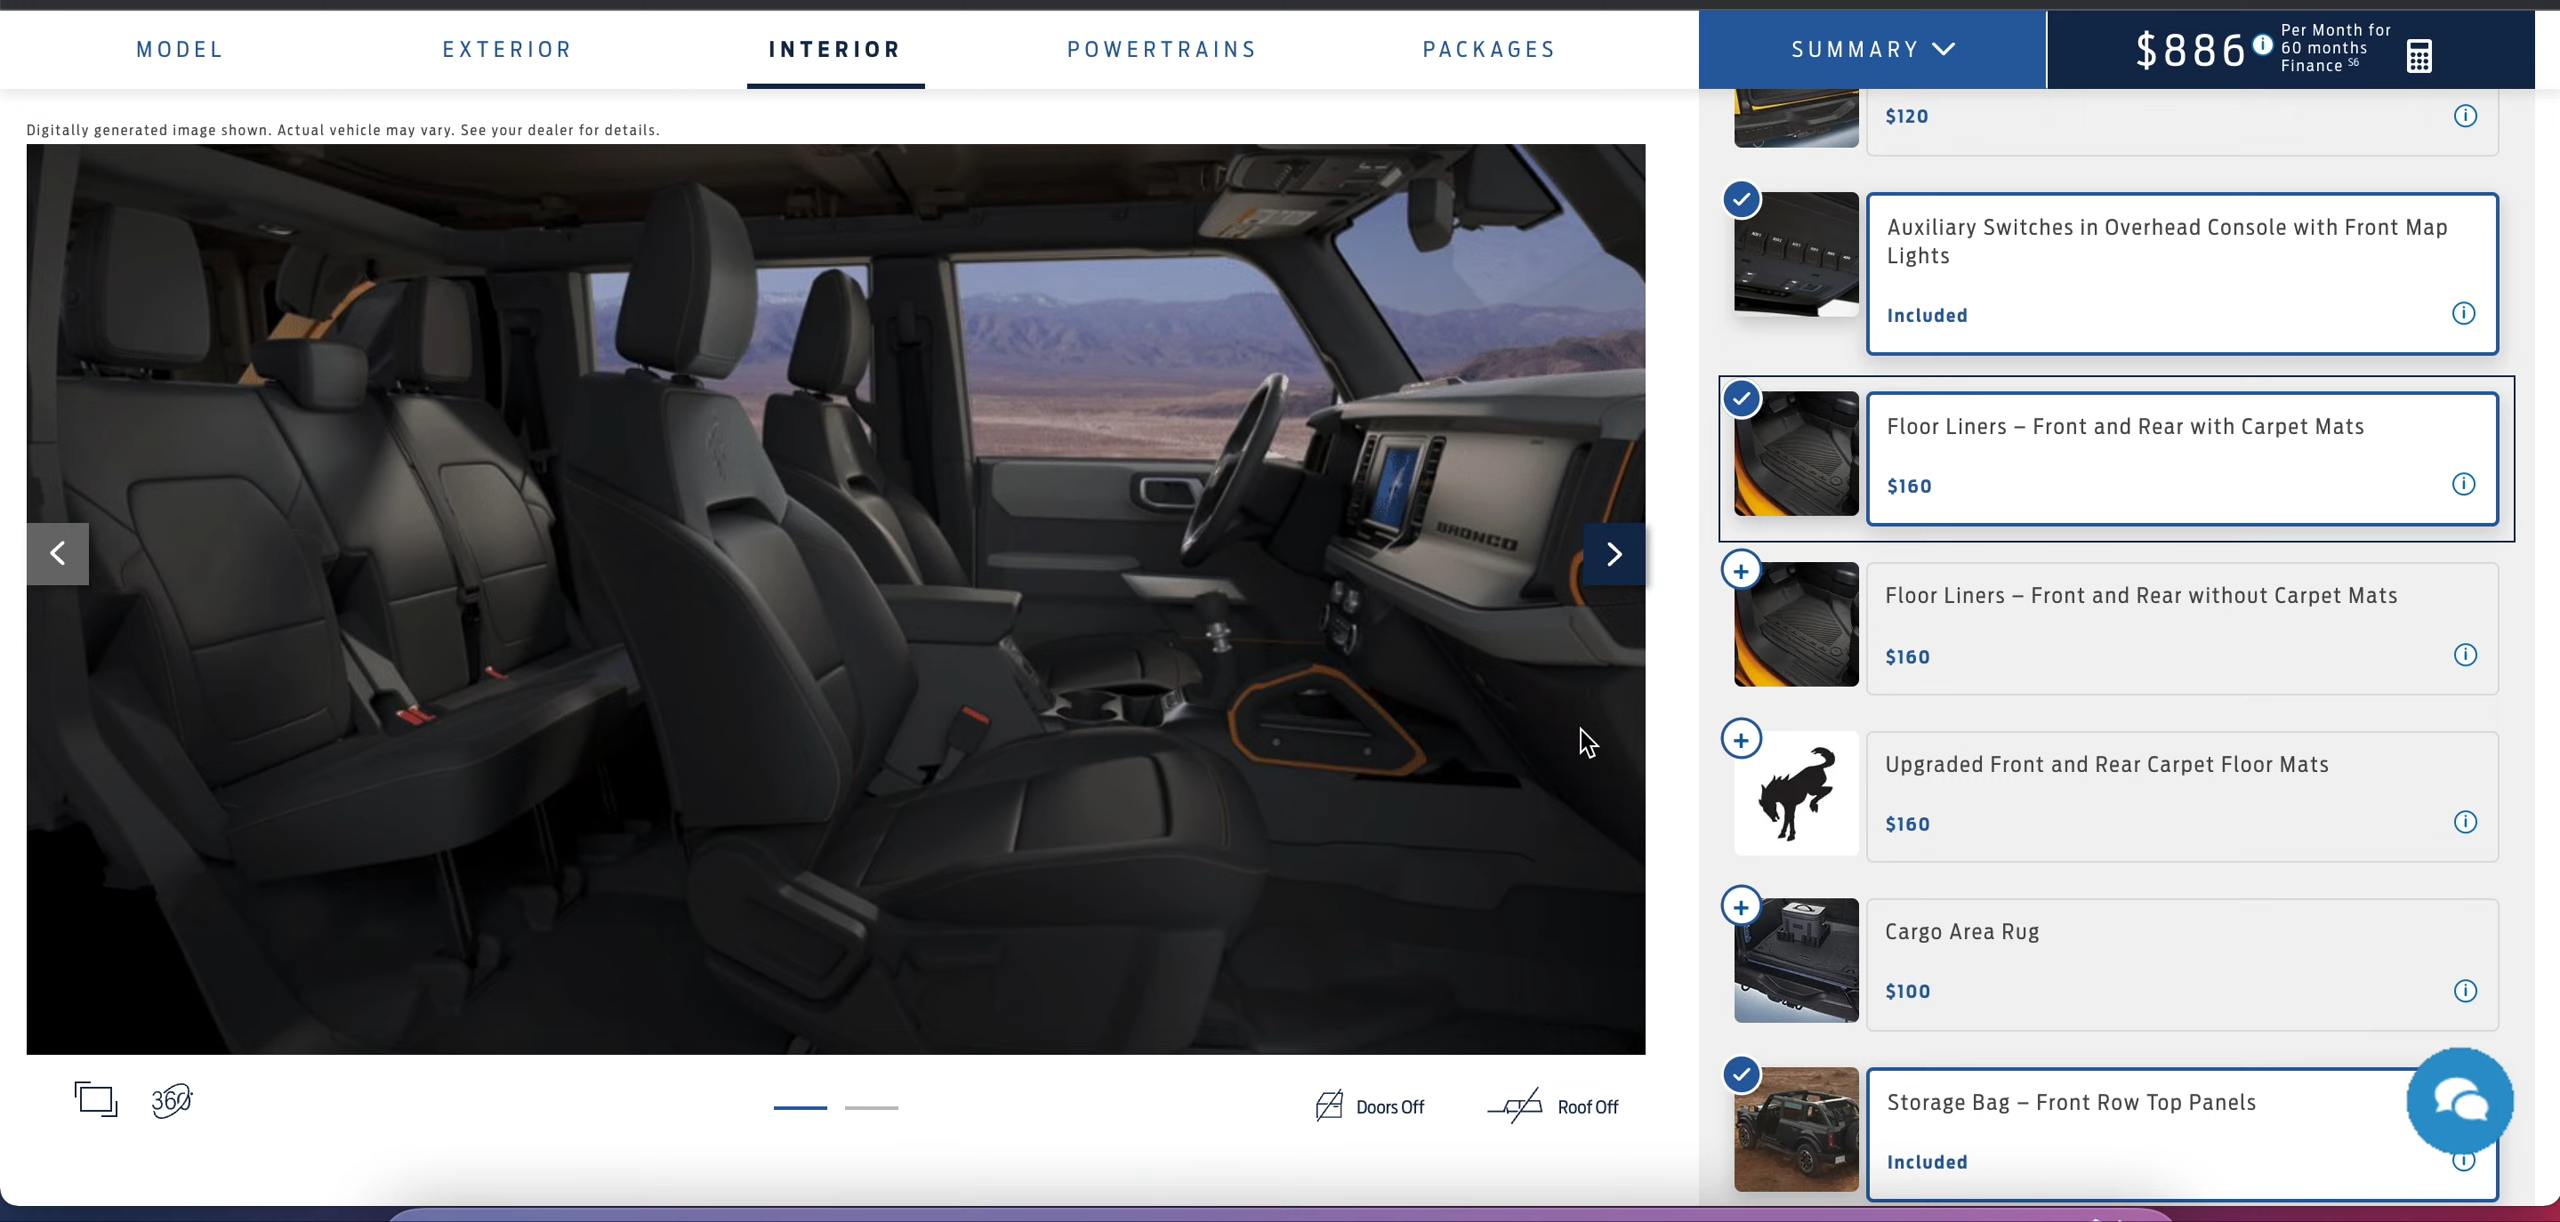 MODEL
EXTERIOR
INTERIOR
POWERTRAINS
PACKAGES
SUMMARY
$886
Per Month for
60 months
Finance S6
Digitally generated image shown. Actual vehicle may vary. See your dealer for details.
BRONCO
360
Doors Off
Roof Off
$120
Auxiliary Switches in Overhead Console with Front Map
Lights
Included
Floor Liners – Front and Rear with Carpet Mats
$160
Floor Liners – Front and Rear without Carpet Mats
$160
Upgraded Front and Rear Carpet Floor Mats
$160
Cargo Area Rug
$100
Storage Bag – Front Row Top Panels
Included